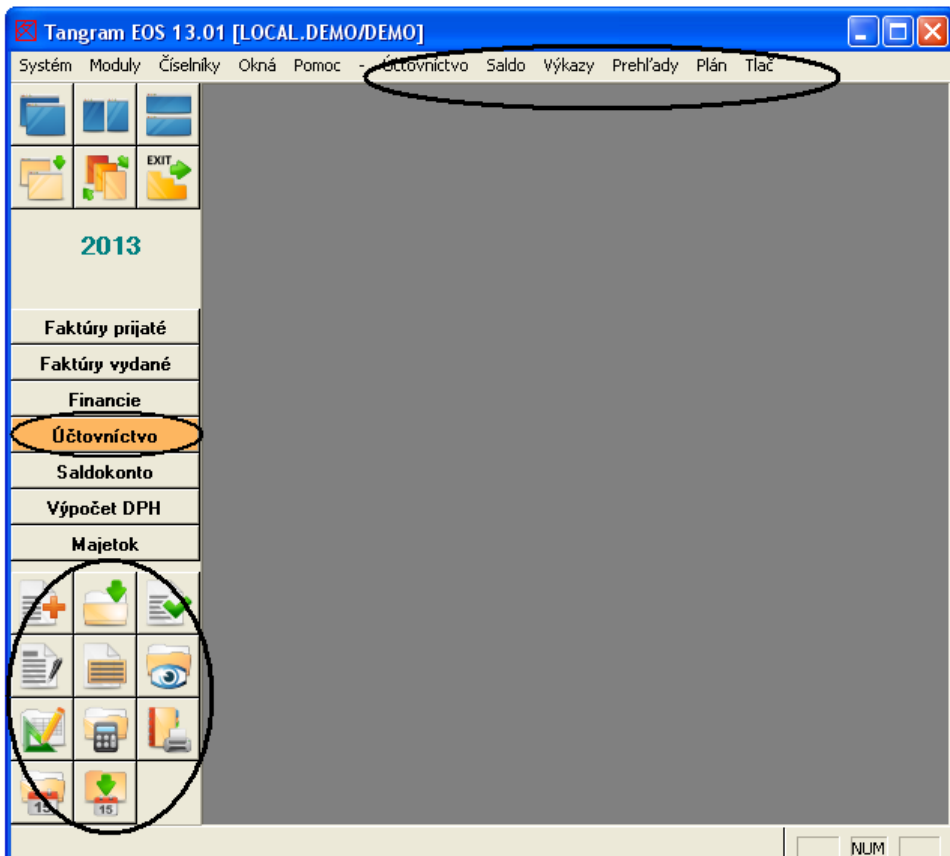 Tangram EOS 13.01 [LOCAL.DEMO/DEMO]
Systém Moduly Číselníky Okná Pomoc - Účtovníctvo Saldo Výkazy Prehľady Plán Tlač
EXIT
2013
Faktúry prijaté
Faktúry vydané
Financie
Účtovníctvo
Saldokonto
Výpočet DPH
Majetok
15 15
NUM